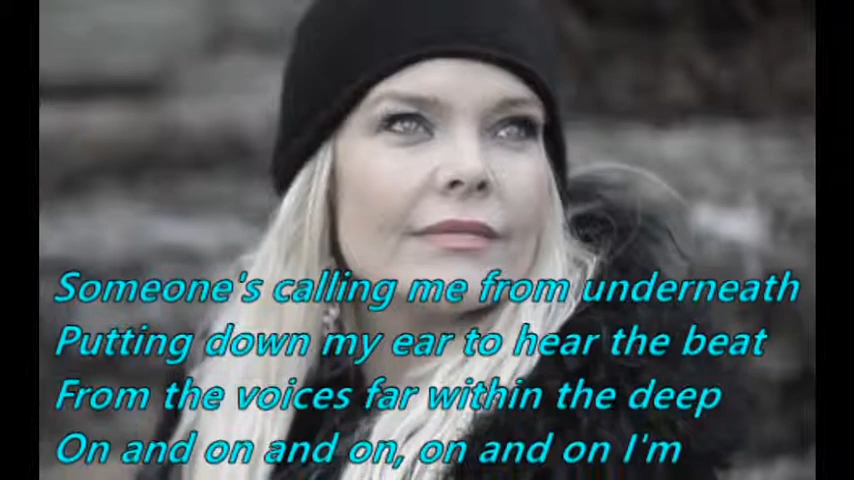 Someone's calling me from underneath
Putting down my ear to hear the beat
From the voices far within the deep
On and on and on, on and on I'm